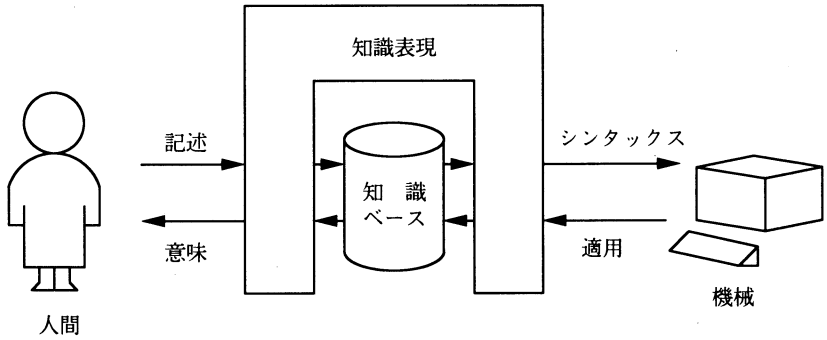 知識表現
記述
シンタックス
知識
ベース
意味
適用
人間
機械